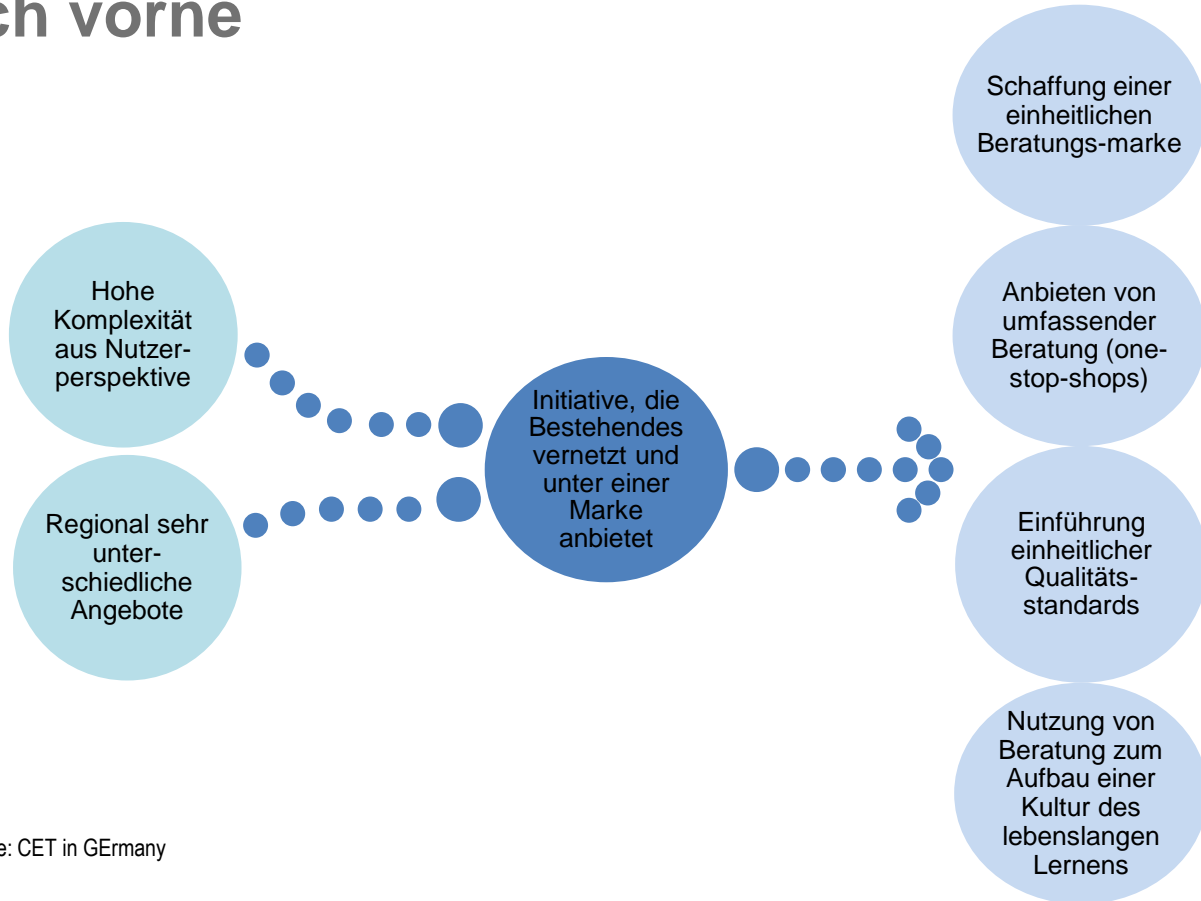 ch vorne
Hohe
Komplexität
aus Nutzer-
perspektive
Regional sehr
unter-
schiedliche
Angebote
Initiative, die
Bestehendes
vernetzt und
unter einer
Marke
anbietet
Schaffung einer
einheitlichen
Beratungs-marke
Anbieten von
umfassender
Beratung (one-
stop-shops)
Einführung
einheitlicher
Qualitäts-
standards
Nutzung von
Beratung zum
Aufbau einer
Kultur des
lebenslangen
Lernens
e: CET in GErmany